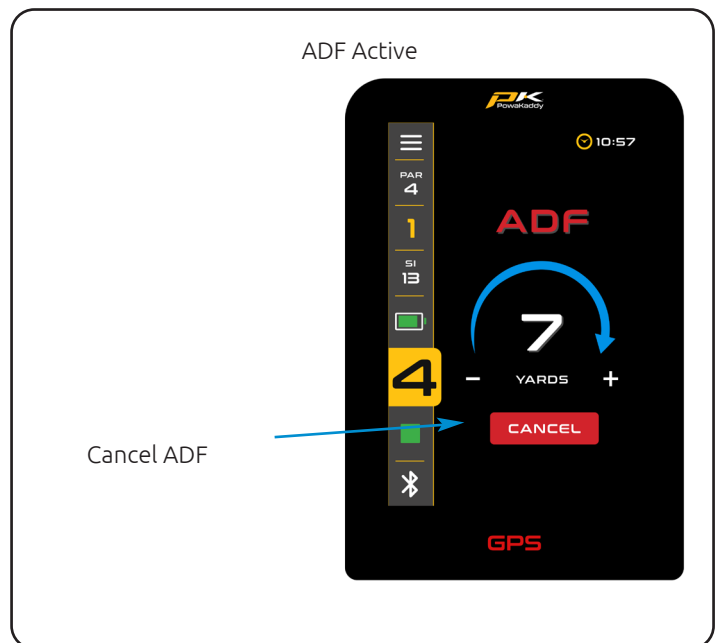 ADF Active
PK
PowaKaddy
10:57
PAR
4
1
SI
13
4
ADF
7
- YARDS +
CANCEL
GPS
Cancel ADF